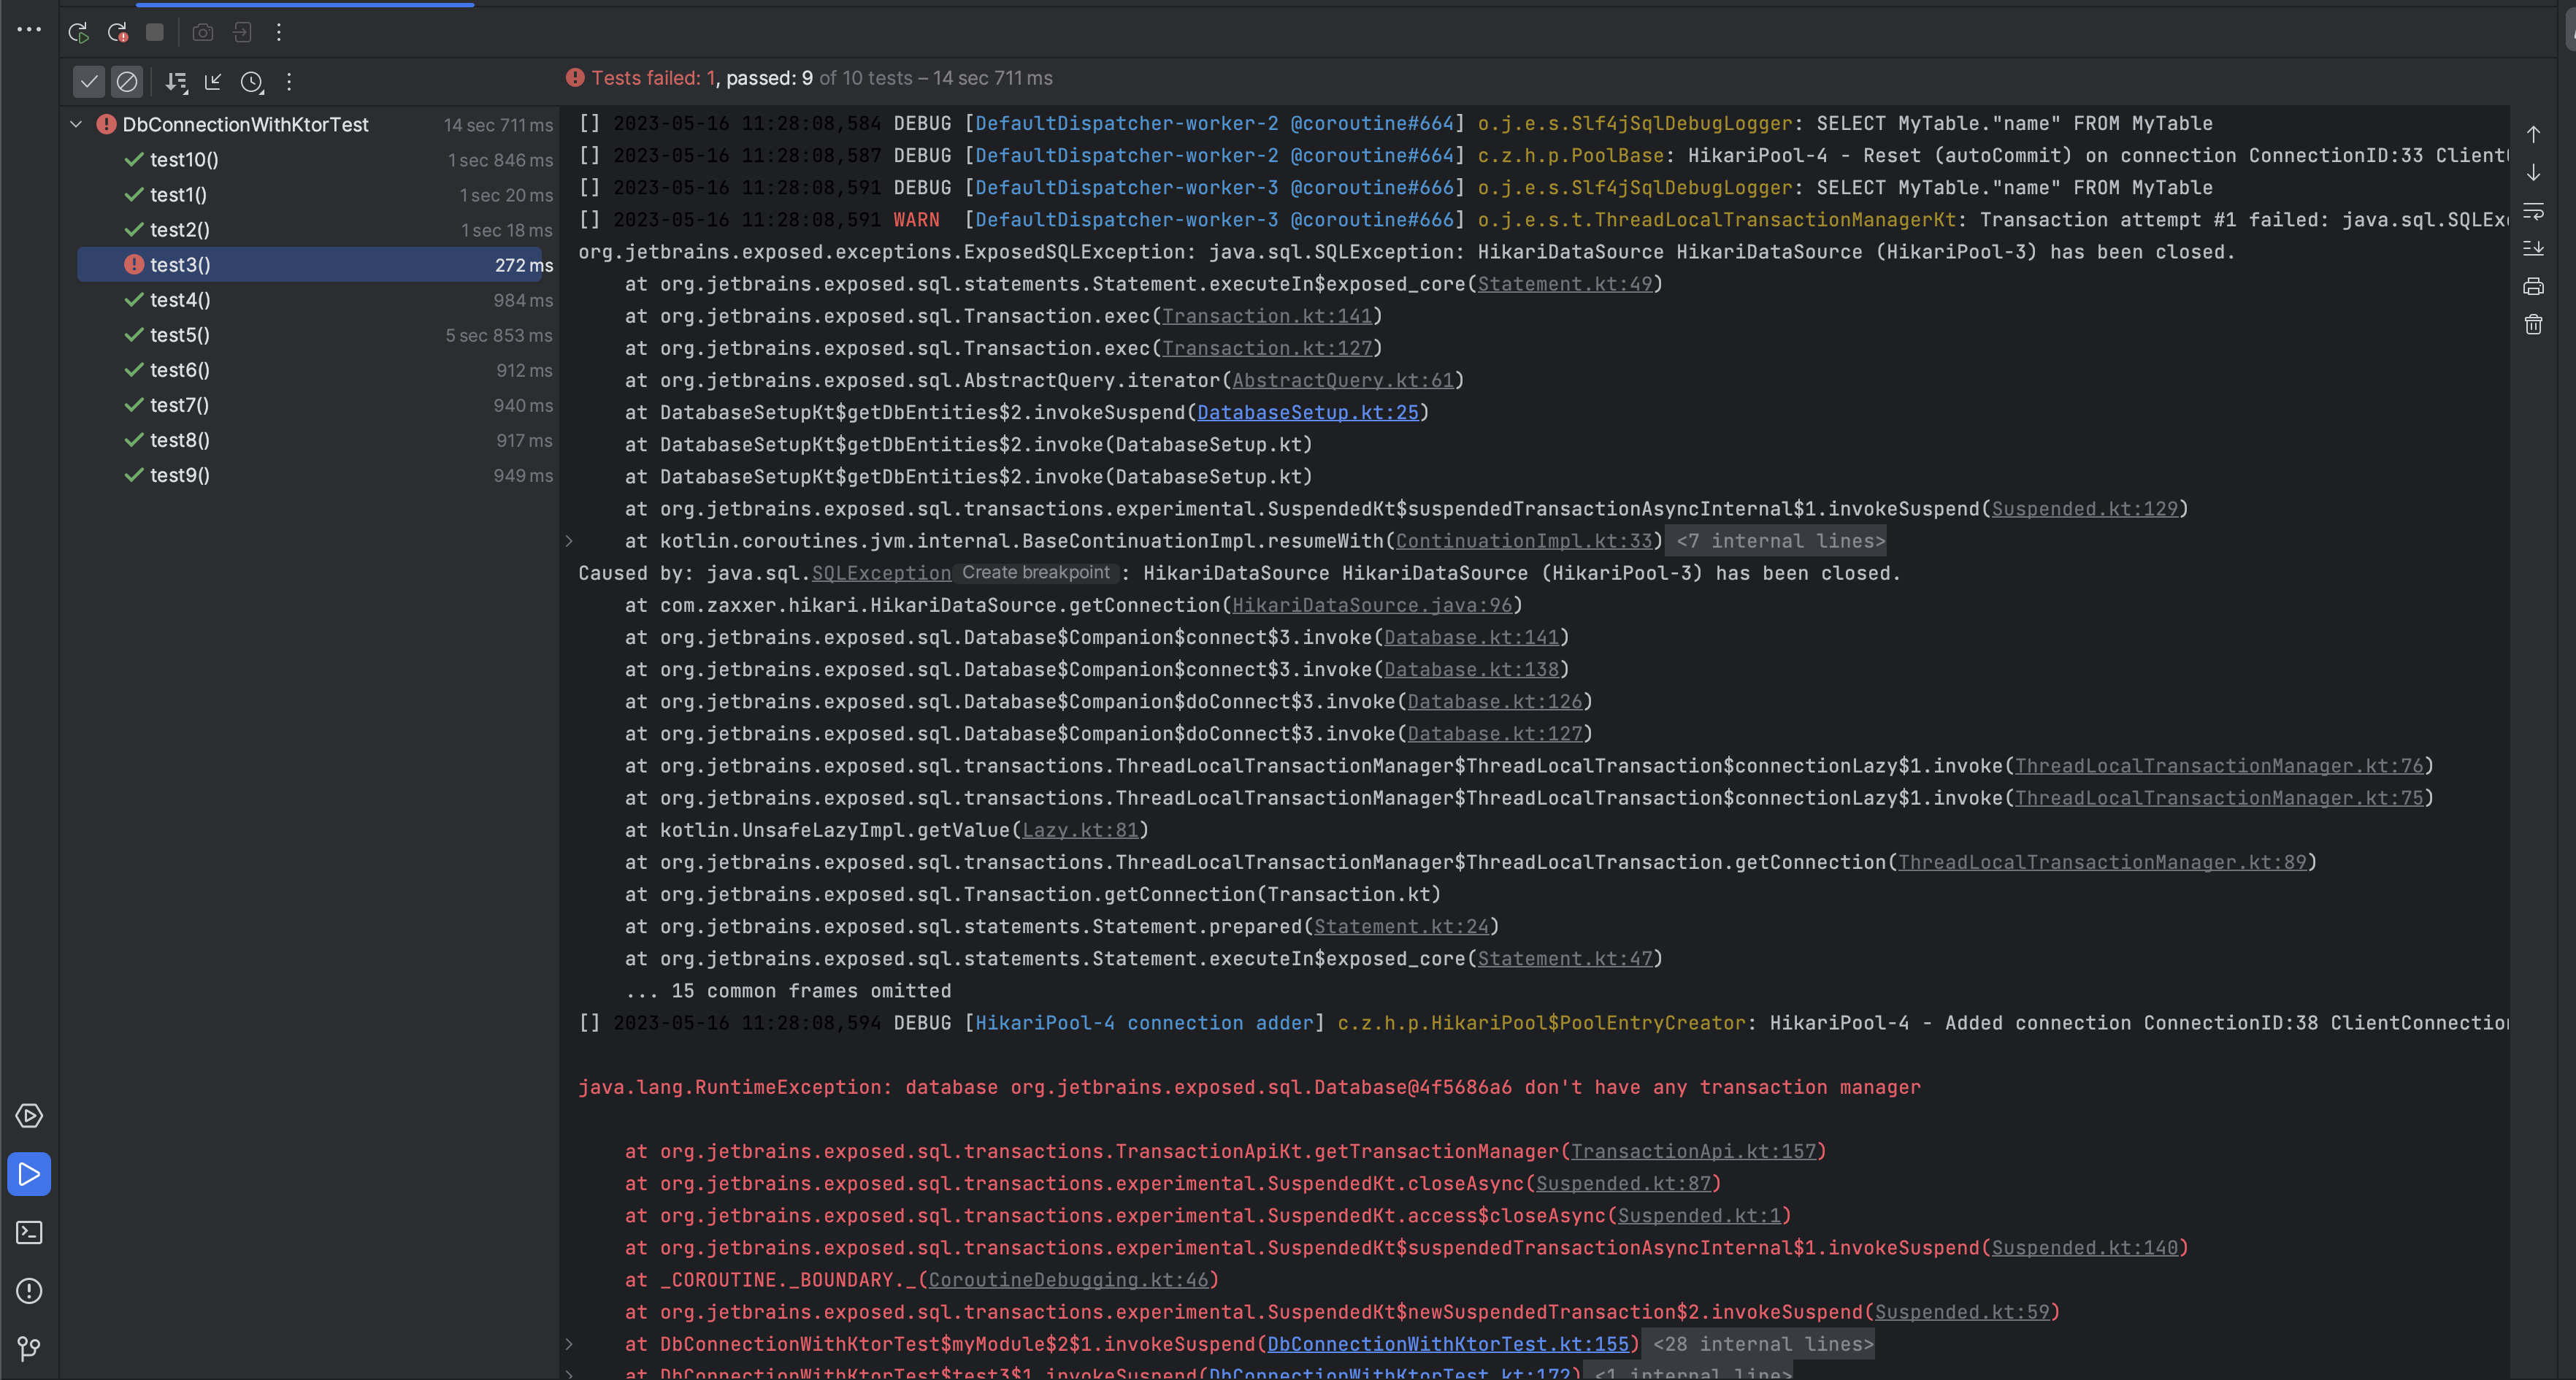 Tests failed: 1, passed: 9 of 10 tests – 14 sec 711 ms
DbConnectionWithKtorTest 14 sec 711 ms
test10() 1 sec 846 ms
test1() 1 sec 20 ms
test2() 1 sec 18 ms
test3() 272 ms
test4() 984 ms
test5() 5 sec 853 ms
test6() 912 ms
test7() 940 ms
test8() 917 ms
test9() 949 ms
[] 2023-05-16 11:28:08,584 DEBUG [DefaultDispatcher-worker-2 @coroutine#664] o.j.e.s.Slf4jSqlDebugLogger: SELECT MyTable."name" FROM MyTable
[] 2023-05-16 11:28:08,587 DEBUG [DefaultDispatcher-worker-2 @coroutine#664] c.z.h.p.PoolBase: HikariPool-4 - Reset (autoCommit) on connection ConnectionID:33 Client
[] 2023-05-16 11:28:08,591 DEBUG [DefaultDispatcher-worker-3 @coroutine#666] o.j.e.s.Slf4jSqlDebugLogger: SELECT MyTable."name" FROM MyTable
[] 2023-05-16 11:28:08,591 WARN  [DefaultDispatcher-worker-3 @coroutine#666] o.j.e.s.t.ThreadLocalTransactionManagerKt: Transaction attempt #1 failed: java.sql.SQLEx
org.jetbrains.exposed.exceptions.ExposedSQLException: java.sql.SQLException: HikariDataSource HikariDataSource (HikariPool-3) has been closed.
at org.jetbrains.exposed.sql.statements.Statement.executeIn$exposed_core(Statement.kt:49)
at org.jetbrains.exposed.sql.Transaction.exec(Transaction.kt:141)
at org.jetbrains.exposed.sql.Transaction.exec(Transaction.kt:127)
at org.jetbrains.exposed.sql.AbstractQuery.iterator(AbstractQuery.kt:61)
at DatabaseSetupKt$getDbEntities$2.invokeSuspend(DatabaseSetup.kt:25)
at DatabaseSetupKt$getDbEntities$2.invoke(DatabaseSetup.kt)
at DatabaseSetupKt$getDbEntities$2.invoke(DatabaseSetup.kt)
at org.jetbrains.exposed.sql.transactions.experimental.SuspendedKt$suspendedTransactionAsyncInternal$1.invokeSuspend(Suspended.kt:129)
at kotlin.coroutines.jvm.internal.BaseContinuationImpl.resumeWith(ContinuationImpl.kt:33) <7 internal lines>
Caused by: java.sql.SQLException Create breakpoint : HikariDataSource HikariDataSource (HikariPool-3) has been closed.
at com.zaxxer.hikari.HikariDataSource.getConnection(HikariDataSource.java:96)
at org.jetbrains.exposed.sql.Database$Companion$connect$3.invoke(Database.kt:141)
at org.jetbrains.exposed.sql.Database$Companion$connect$3.invoke(Database.kt:138)
at org.jetbrains.exposed.sql.Database$Companion$doConnect$3.invoke(Database.kt:126)
at org.jetbrains.exposed.sql.Database$Companion$doConnect$3.invoke(Database.kt:127)
at org.jetbrains.exposed.sql.transactions.ThreadLocalTransactionManager$ThreadLocalTransaction$connectionLazy$1.invoke(ThreadLocalTransactionManager.kt:76)
at org.jetbrains.exposed.sql.transactions.ThreadLocalTransactionManager$ThreadLocalTransaction$connectionLazy$1.invoke(ThreadLocalTransactionManager.kt:75)
at kotlin.UnsafeLazyImpl.getValue(Lazy.kt:81)
at org.jetbrains.exposed.sql.transactions.ThreadLocalTransactionManager$ThreadLocalTransaction.getConnection(ThreadLocalTransactionManager.kt:89)
at org.jetbrains.exposed.sql.Transaction.getConnection(Transaction.kt)
at org.jetbrains.exposed.sql.statements.Statement.prepared(Statement.kt:24)
at org.jetbrains.exposed.sql.statements.Statement.executeIn$exposed_core(Statement.kt:47)
... 15 common frames omitted
[] 2023-05-16 11:28:08,594 DEBUG [HikariPool-4 connection adder] c.z.h.p.HikariPool$PoolEntryCreator: HikariPool-4 - Added connection ConnectionID:38 ClientConnection
java.lang.RuntimeException: database org.jetbrains.exposed.sql.Database@4f5686a6 don't have any transaction manager
at org.jetbrains.exposed.sql.transactions.TransactionApiKt.getTransactionManager(TransactionApi.kt:157)
at org.jetbrains.exposed.sql.transactions.experimental.SuspendedKt.closeAsync(Suspended.kt:87)
at org.jetbrains.exposed.sql.transactions.experimental.SuspendedKt.access$closeAsync(Suspended.kt:1)
at org.jetbrains.exposed.sql.transactions.experimental.SuspendedKt$suspendedTransactionAsyncInternal$1.invokeSuspend(Suspended.kt:140)
at _COROUTINE._BOUNDARY._(CoroutineDebugging.kt:46)
at org.jetbrains.exposed.sql.transactions.experimental.SuspendedKt$newSuspendedTransaction$2.invokeSuspend(Suspended.kt:59)
at DbConnectionWithKtorTest$myModule$2$1.invokeSuspend(DbConnectionWithKtorTest.kt:155) <28 internal lines>
at DbConnectionWithKtorTest$test3$1.invokeSuspend(DbConnectionWithKtorTest.kt:172) <1 internal line>